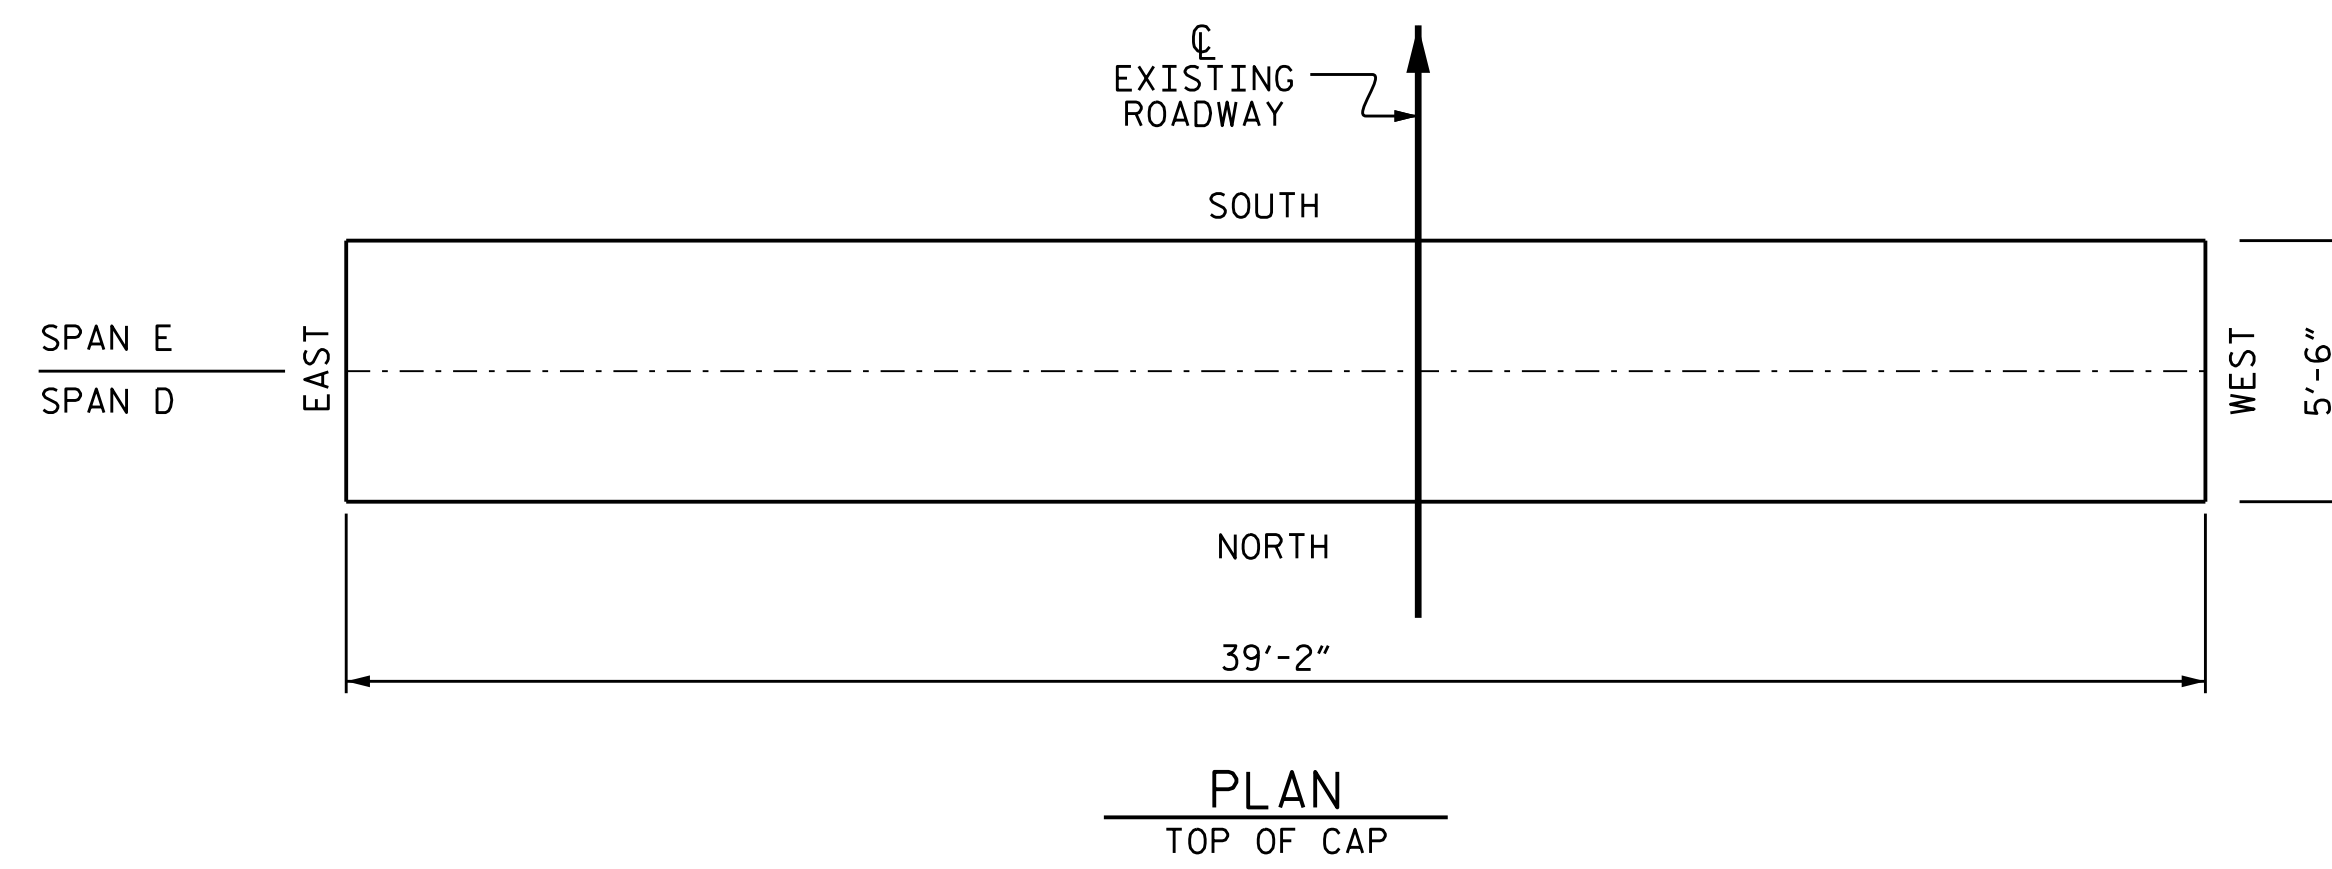 ℄
EXISTING
ROADWAY
SOUTH
SPAN E
SPAN D
EAST
WEST
5'-6"
NORTH
39'-2"
PLAN
TOP OF CAP